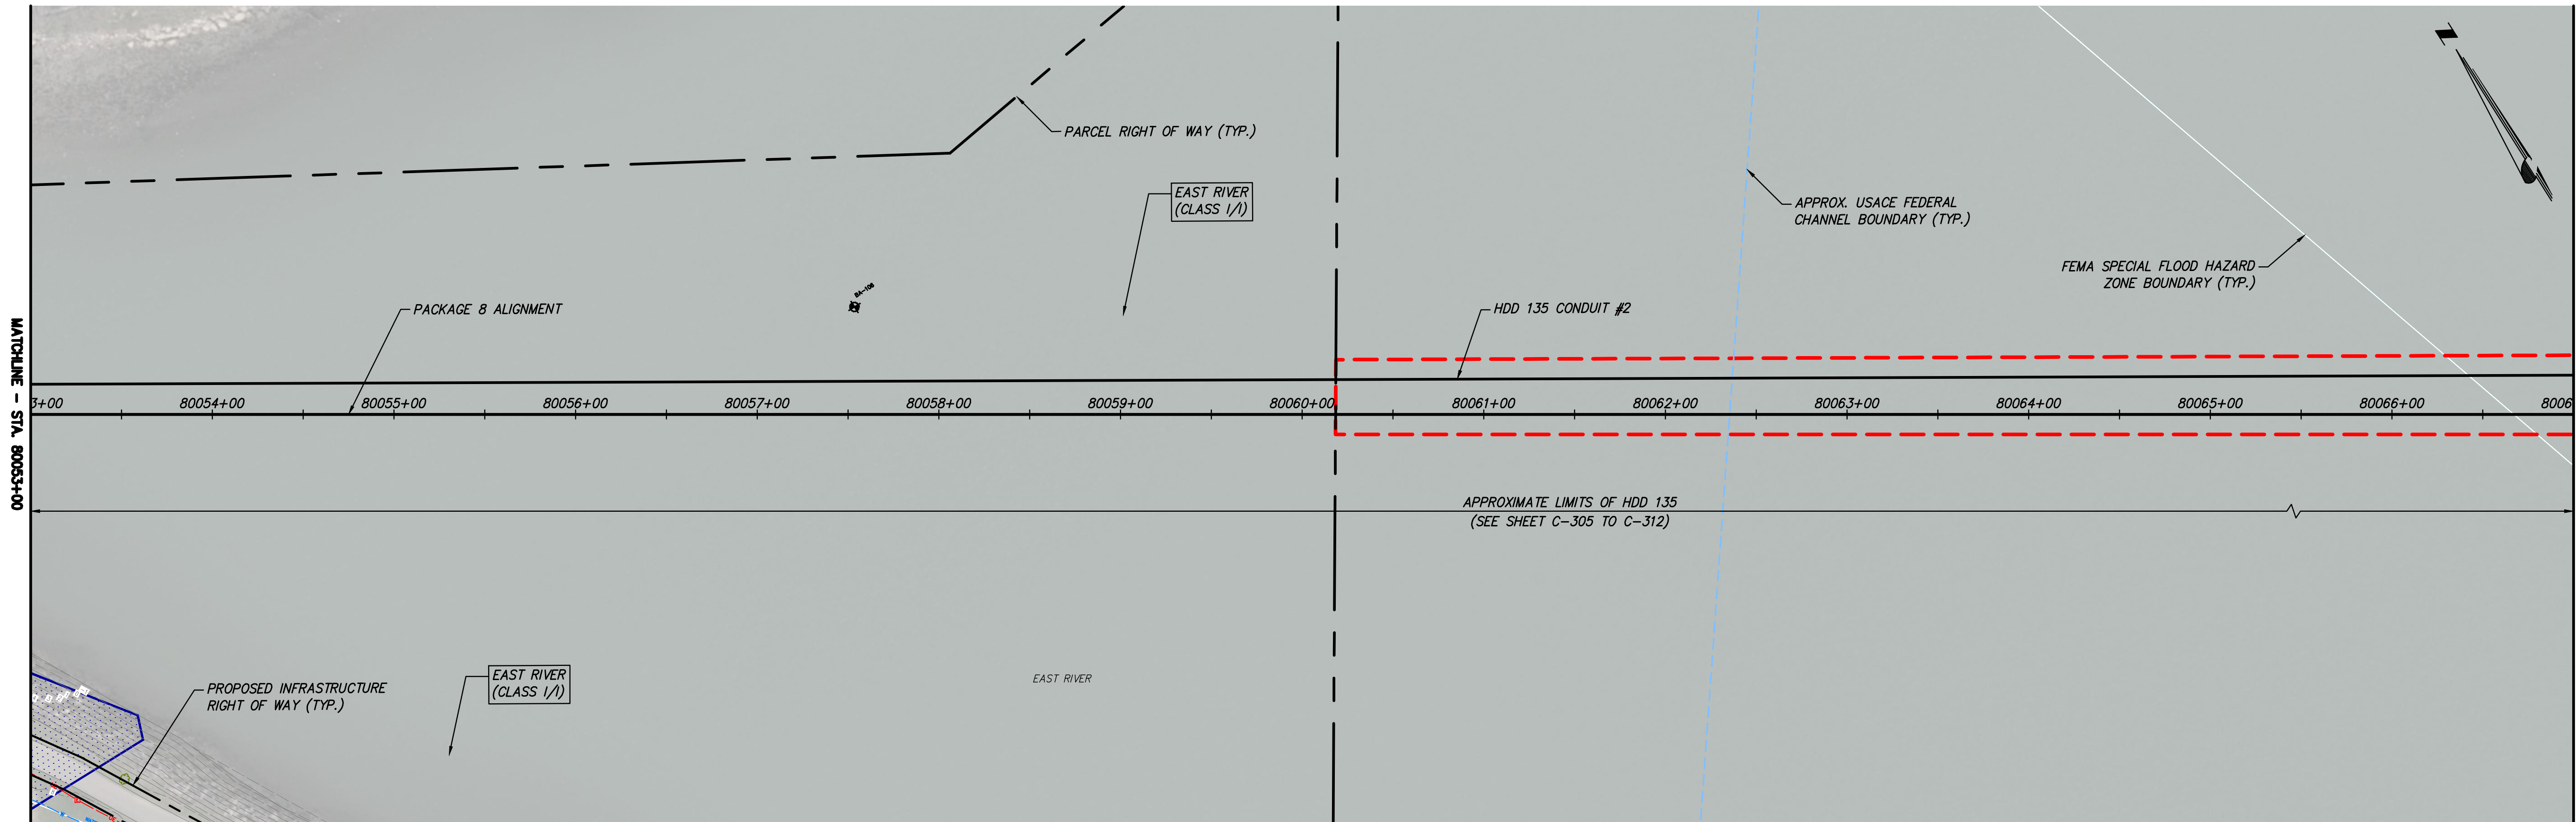 PARCEL RIGHT OF WAY (TYP.)
EAST RIVER
(CLASS I/I)
APPROX. USACE FEDERAL
CHANNEL BOUNDARY (TYP.)
FEMA SPECIAL FLOOD HAZARD
ZONE BOUNDARY (TYP.)
BA-106
PACKAGE 8 ALIGNMENT
HDD 135 CONDUIT #2
MATCHLINE - STA. 80053+00
3+00
80054+00
80055+00
80056+00
80057+00
80058+00
80059+00
80060+00
80061+00
80062+00
80063+00
80064+00
80065+00
80066+00
8006
APPROXIMATE LIMITS OF HDD 135
(SEE SHEET C-305 TO C-312)
EAST RIVER
(CLASS I/I)
EAST RIVER
PROPOSED INFRASTRUCTURE
RIGHT OF WAY (TYP.)